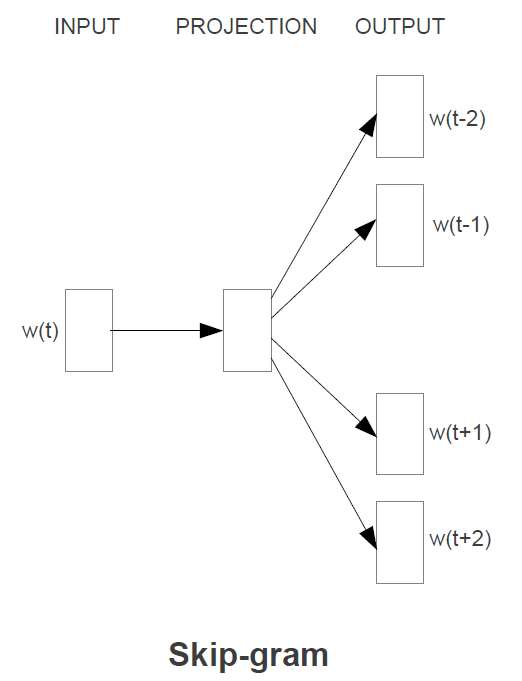 INPUT PROJECTION OUTPUT
w(t-2)
w(t-1)
w(t)
w(t+1)
w(t+2)
Skip-gram